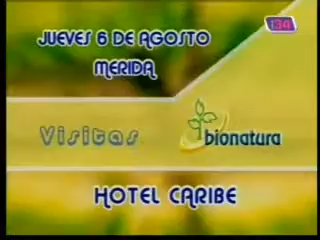 134
JUEVES 6 DE AGOSTO
MERIDA
Visitas
bionatura
HOTEL CARIBE